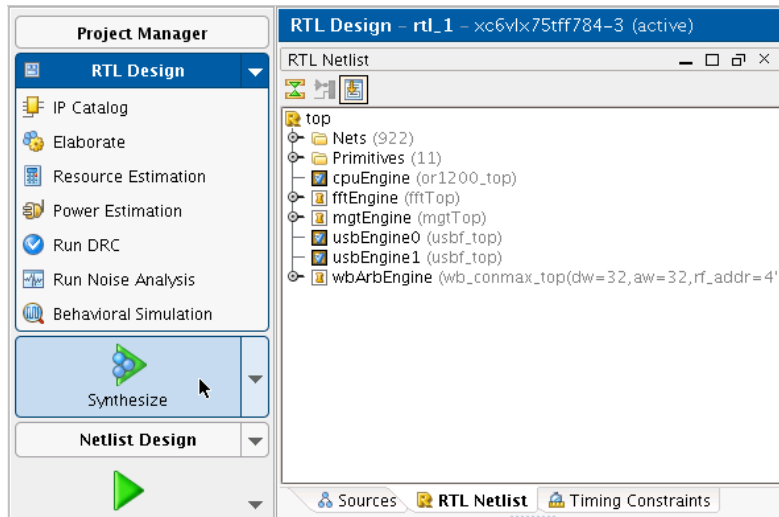 Project Manager
RTL Design
IP Catalog
Elaborate
Resource Estimation
Power Estimation
Run DRC
Run Noise Analysis
Behavioral Simulation
Synthesize
Netlist Design
RTL Design - rtl_1 - xc6vlx75tff784-3 (active)
RTL Netlist
top
Nets (922)
Primitives (11)
cpuEngine (or1200_top)
fftEngine (fftTop)
mgtEngine (mgtTop)
usbEngine0 (usbf_top)
usbEngine1 (usbf_top)
wbArbEngine (wb_conmax_top(dw=32,aw=32,rf_addr=4'
Sources RTL Netlist Timing Constraints